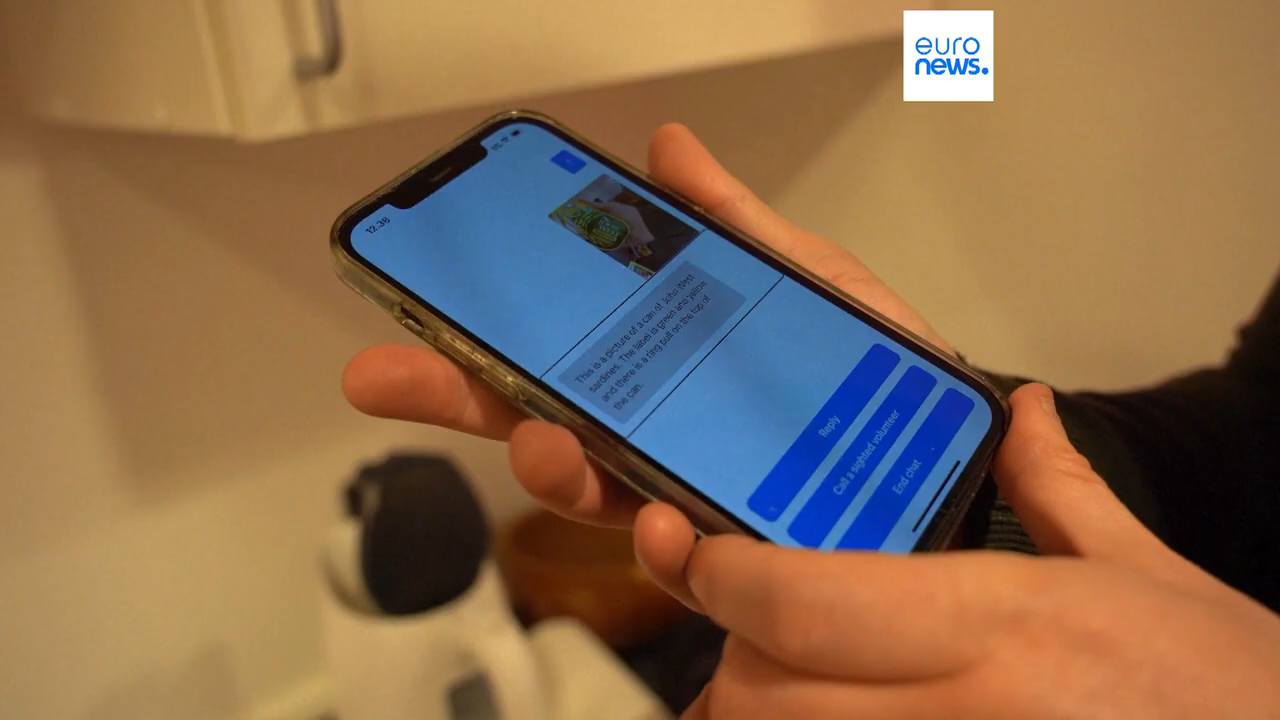 euro
news.
12.38
This is a picture of a can of John West
sardines. The label is green and yellow
and there is a ring pull on the top of
the can.
Reply
Call a sighted volunteer
End chat